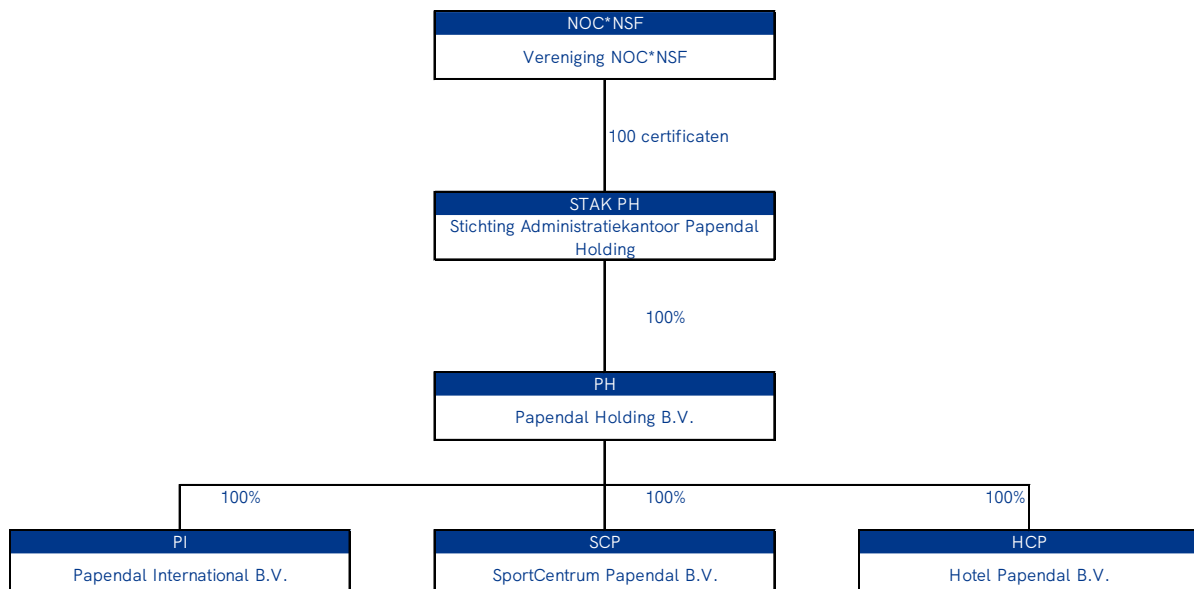 NOC*NSF
Vereniging NOC*NSF
100 certificaten
STAK PH
Stichting Administratiekantoor Papendal
Holding
100%
PH
Papendal Holding B.V.
100%
100%
100%
PI
SCP
HCP
Papendal International B.V.
SportCentrum Papendal B.V.
Hotel Papendal B.V.